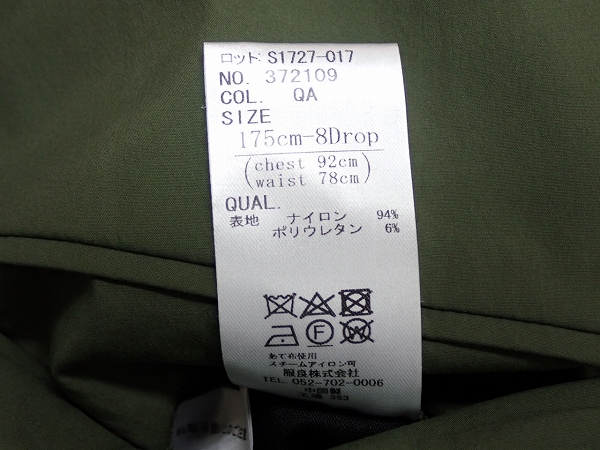 ロット S1727-017
NO. 372109
COL. QA
SIZE
175cm-8Drop
(chest 92cm
waist 78cm)
QUAL.
表地 ナイロン 94%
ポリウレタン 6%
F
あて布使用
スチームアイロン可
服良株式会社
TEL 052-702-0006
中国製
工場 353